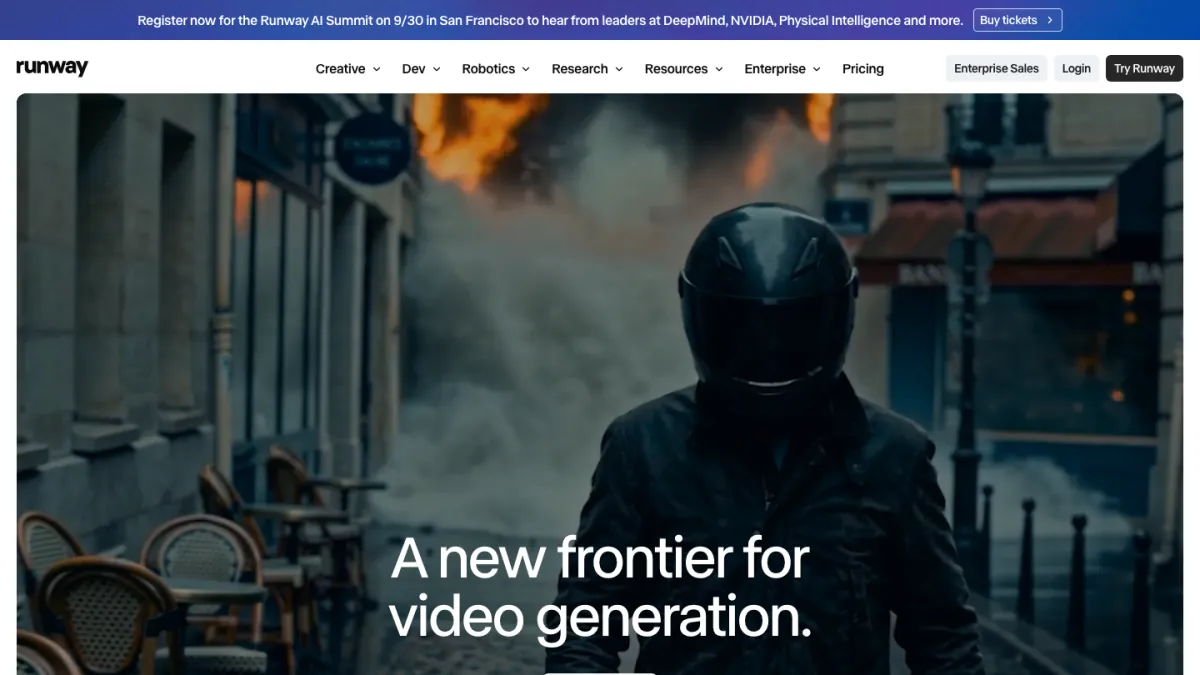 Register now for the Runway AI Summit on 9/30 in San Francisco to hear from leaders at DeepMind, NVIDIA, Physical Intelligence and more. Buy tickets
runway Creative Dev Robotics Research Resources Enterprise Pricing Enterprise Sales Login Try Runway
A new frontier for
video generation.